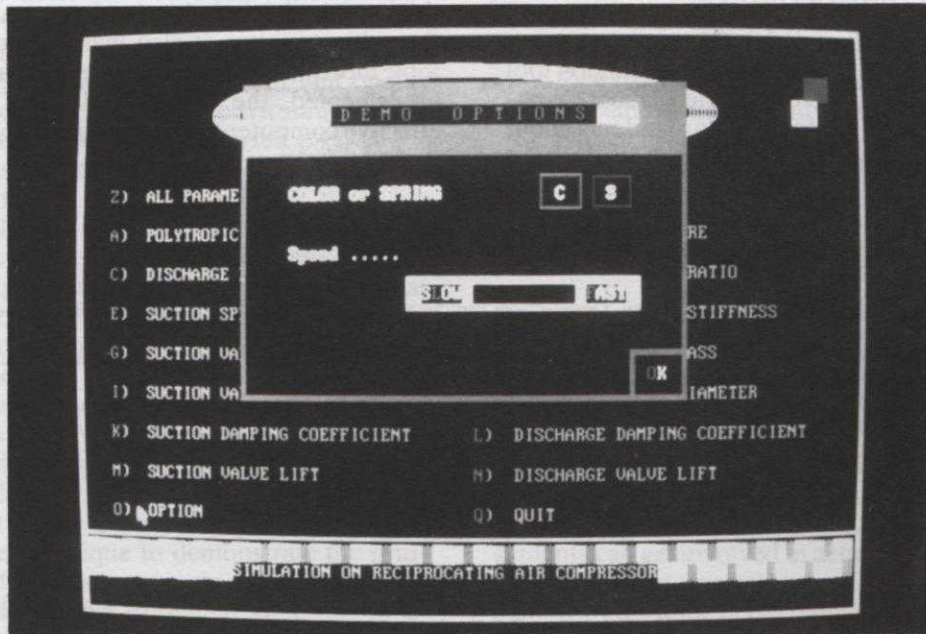 DEMO OPTIONS
COLOR or SPRING C S
Speed .....
SLOW FAST
OK
Z) ALL PARAME
A) POLYTROPIC RE
C) DISCHARGE RATIO
E) SUCTION SP STIFFNESS
G) SUCTION VA ASS
I) SUCTION VA IAMETER
K) SUCTION DAMPING COEFFICIENT L) DISCHARGE DAMPING COEFFICIENT
M) SUCTION VALUE LIFT N) DISCHARGE VALUE LIFT
O) OPTION Q) QUIT
SIMULATION ON RECIPROCATING AIR COMPRESSOR